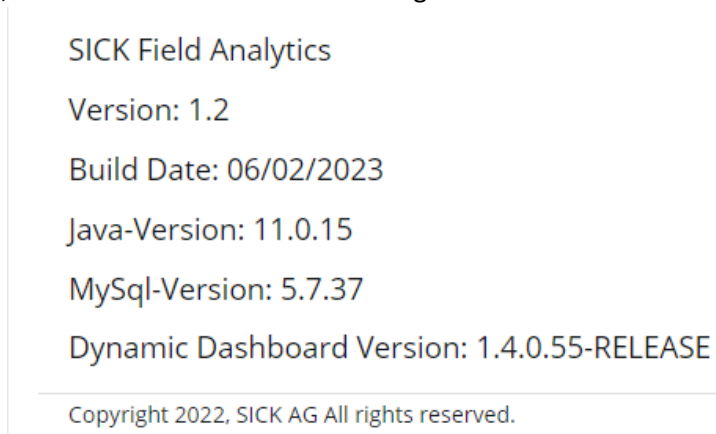 SICK Field Analytics
Version: 1.2
Build Date: 06/02/2023
Java-Version: 11.0.15
MySql-Version: 5.7.37
Dynamic Dashboard Version: 1.4.0.55-RELEASE
Copyright 2022, SICK AG All rights reserved.